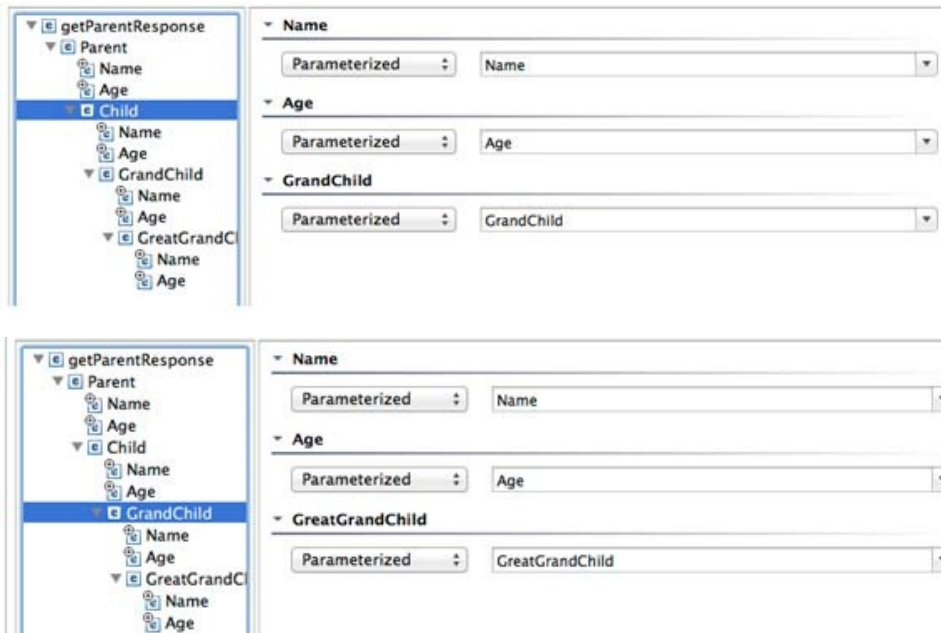 getParentResponse
Parent
Name
Age
Child
Name
Age
GrandChild
Name
Age
GreatGrandCl
Name
Age
Name
Parameterized Name
Age
Parameterized Age
GrandChild
Parameterized GrandChild
getParentResponse
Parent
Name
Age
Child
Name
Age
GrandChild
Name
Age
GreatGrandCl
Name
Age
Name
Parameterized Name
Age
Parameterized Age
GreatGrandChild
Parameterized GreatGrandChild